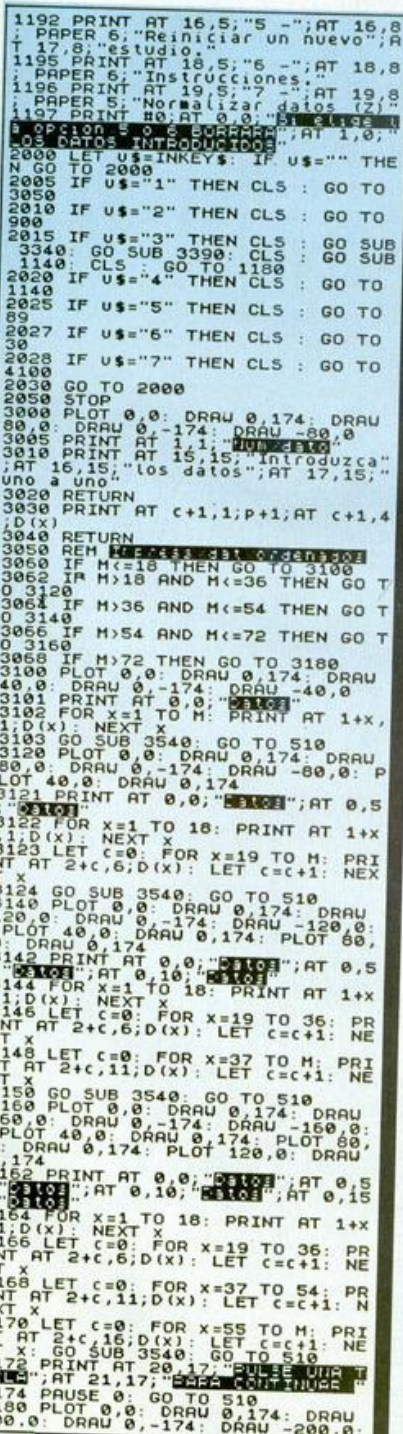 1192 PRINT AT 16,5;"5 -";AT 16,8
; PAPER 6;"Reiniciar un nuevo";A
T 17,8;"estudio."
1195 PRINT AT 18,5;"6 -";AT 18,8
; PAPER 6;"Instrucciones."
1196 PRINT AT 19,5;"7 -";AT 19,8
; PAPER 5;"Normalizar datos (Z)"
1197 PRINT #0;AT 0,0;"Si elige l
a opcion 5 o 6 BORRARA";AT 1,0;"
LOS DATOS INTRODUCIDOS"
2000 LET U$=INKEY$: IF U$="" THE
N GO TO 2000
2005 IF U$="1" THEN CLS : GO TO
3050
2010 IF U$="2" THEN CLS : GO TO
900
2015 IF U$="3" THEN CLS : GO SUB
3340: GO SUB 3390: CLS : GO SUB
1140: CLS : GO TO 1180
2020 IF U$="4" THEN CLS : GO TO
1140
2025 IF U$="5" THEN CLS : GO TO
89
2027 IF U$="6" THEN CLS : GO TO
30
2028 IF U$="7" THEN CLS : GO TO
4100
2030 GO TO 2000
2050 STOP
3000 PLOT 0,0: DRAW 0,174: DRAW
80,0: DRAW 0,-174: DRAW -80,0
3005 PRINT AT 1,1;"Num/dato"
3010 PRINT AT 15,15;"Introduzca"
;AT 16,15;"los datos";AT 17,15;"
uno a uno"
3020 RETURN
3030 PRINT AT c+1,1;p+1;AT c+1,4
;D(x)
3040 RETURN
3050 REM Impresi/dat ordenados
3060 IF M<=18 THEN GO TO 3100
3062 IF M>18 AND M<=36 THEN GO T
O 3120
3064 IF M>36 AND M<=54 THEN GO T
O 3140
3066 IF M>54 AND M<=72 THEN GO T
O 3160
3068 IF M>72 THEN GO TO 3180
3100 PLOT 0,0: DRAW 0,174: DRAW
40,0: DRAW 0,-174: DRAW -40,0
3101 PRINT AT 0,0;"Datos"
3102 FOR x=1 TO M: PRINT AT 1+x,
1;D(x): NEXT x
3103 GO SUB 3540: GO TO 510
3120 PLOT 0,0: DRAW 0,174: DRAW
80,0: DRAW 0,-174: DRAW -80,0: P
LOT 40,0: DRAW 0,174
3121 PRINT AT 0,0;"Datos";AT 0,5
;"Datos"
3122 FOR x=1 TO 18: PRINT AT 1+x
,1;D(x): NEXT x
3123 LET c=0: FOR x=19 TO M: PRI
NT AT 2+c,6;D(x): LET c=c+1: NEX
T x
3124 GO SUB 3540: GO TO 510
3140 PLOT 0,0: DRAW 0,174: DRAW
120,0: DRAW 0,-174: DRAW -120,0:
PLOT 40,0: DRAW 0,174: PLOT 80,
0: DRAW 0,174
142 PRINT AT 0,0;"Datos";AT 0,5
"Datos";AT 0,10;"Datos"
144 FOR x=1 TO 18: PRINT AT 1+x
1;D(x): NEXT x
146 LET c=0: FOR x=19 TO 36: PR
NT AT 2+c,6;D(x): LET c=c+1: NE
T x
148 LET c=0: FOR x=37 TO M: PRI
T AT 2+c,11;D(x): LET c=c+1: NE
T x
150 GO SUB 3540: GO TO 510
160 PLOT 0,0: DRAW 0,174: DRAW
60,0: DRAW 0,-174: DRAW -160,0:
PLOT 40,0: DRAW 0,174: PLOT 80,
: DRAW 0,174: PLOT 120,0: DRAW
,174
162 PRINT AT 0,0;"Datos";AT 0,5
"Datos";AT 0,10;"Datos";AT 0,15
"Datos"
164 FOR x=1 TO 18: PRINT AT 1+x
1;D(x): NEXT x
166 LET c=0: FOR x=19 TO 36: PR
NT AT 2+c,6;D(x): LET c=c+1: NE
T x
168 LET c=0: FOR x=37 TO 54: PR
NT AT 2+c,11;D(x): LET c=c+1: N
XT x
170 LET c=0: FOR x=55 TO M: PRI
T AT 2+c,16;D(x): LET c=c+1: NE
T x: GO SUB 3540: GO TO 510
172 PRINT AT 20,17;"PULSE UNA T
CLA";AT 21,17;"PARA CONTINUAR "
174 PAUSE 0: GO TO 510
180 PLOT 0,0: DRAW 0,174: DRAW
00,0: DRAW 0,-174: DRAW -200,0: